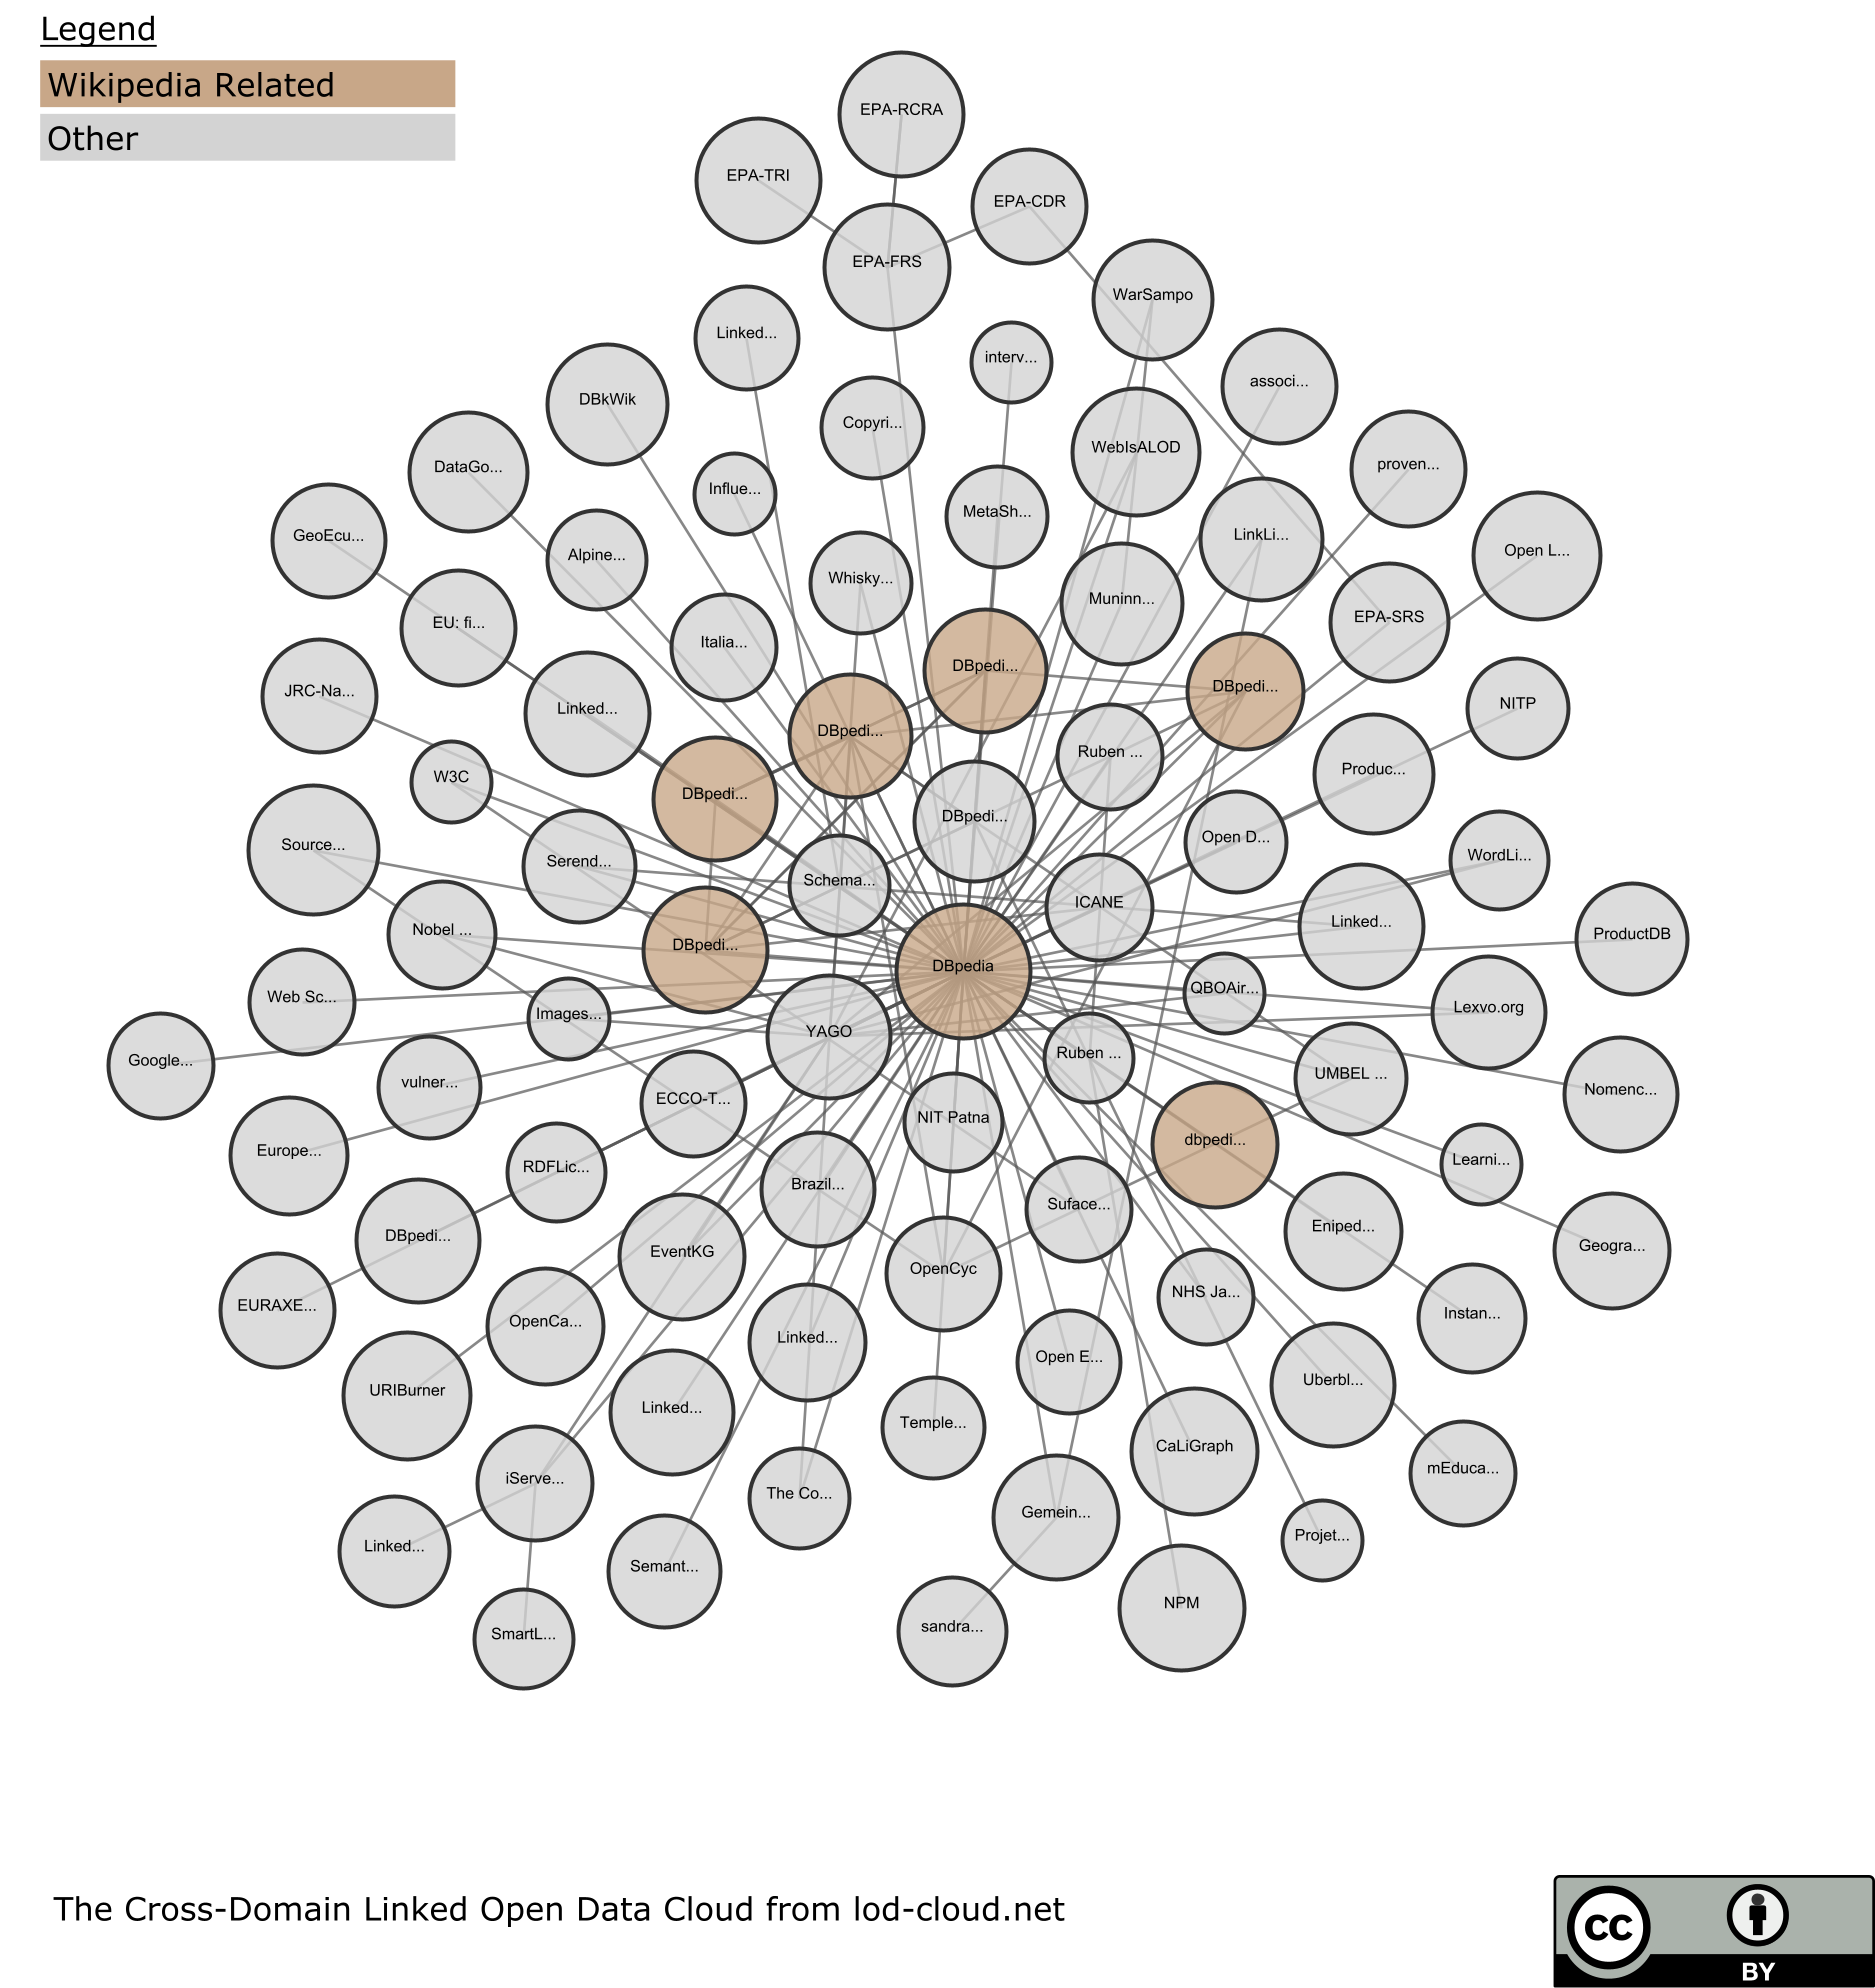 Legend
Wikipedia Related
Other
EPA-RCRA
EPA-TRI
EPA-CDR
EPA-FRS
WarSampo
Linked...
interv...
associ...
DBkWik
Copyri...
WebIsALOD
proven...
DataGo...
Influe...
MetaSh...
LinkLi...
GeoEcu...
Alpine...
Whisky...
Open L...
Muninn...
EPA-SRS
EU: fi...
Italia...
DBpedi...
DBpedi...
JRC-Na...
Linked...
DBpedi...
Ruben ...
NITP
W3C
DBpedi...
DBpedi...
Produc...
Source...
Serend...
Schema...
Open D...
WordLi...
Nobel ...
DBpedi...
ICANE
Linked...
ProductDB
DBpedia
Web Sc...
Images...
YAGO
QBOAir...
Lexvo.org
Google...
vulner...
Ruben ...
UMBEL ...
Nomenc...
ECCO-T...
NIT Patna
dbpedi...
Europe...
RDFLic...
Brazil...
Suface...
Learni...
DBpedi...
EventKG
OpenCyc
Eniped...
Geogra...
EURAXE...
OpenCa...
Linked...
NHS Ja...
Instan...
URIBurner
Linked...
Open E...
Uberbl...
iServe...
The Co...
Temple...
CaLiGraph
mEduca...
Linked...
Semant...
Gemein...
Projet...
SmartL...
sandra...
NPM
The Cross-Domain Linked Open Data Cloud from lod-cloud.net
cc
BY